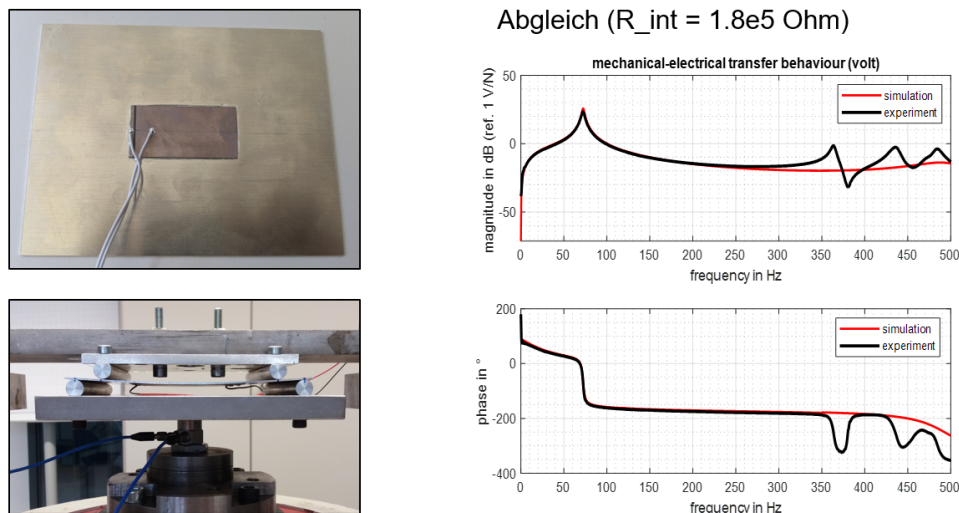 Abgleich (R_int = 1.8e5 Ohm)
mechanical-electrical transfer behaviour (volt)
magnitude in dB (ref. 1 V/N)
50
0
-50
simulation
experiment
0 50 100 150 200 250 300 350 400 450 500
frequency in Hz
phase in °
200
0
-200
-400
simulation
experiment
0 50 100 150 200 250 300 350 400 450 500
frequency in Hz